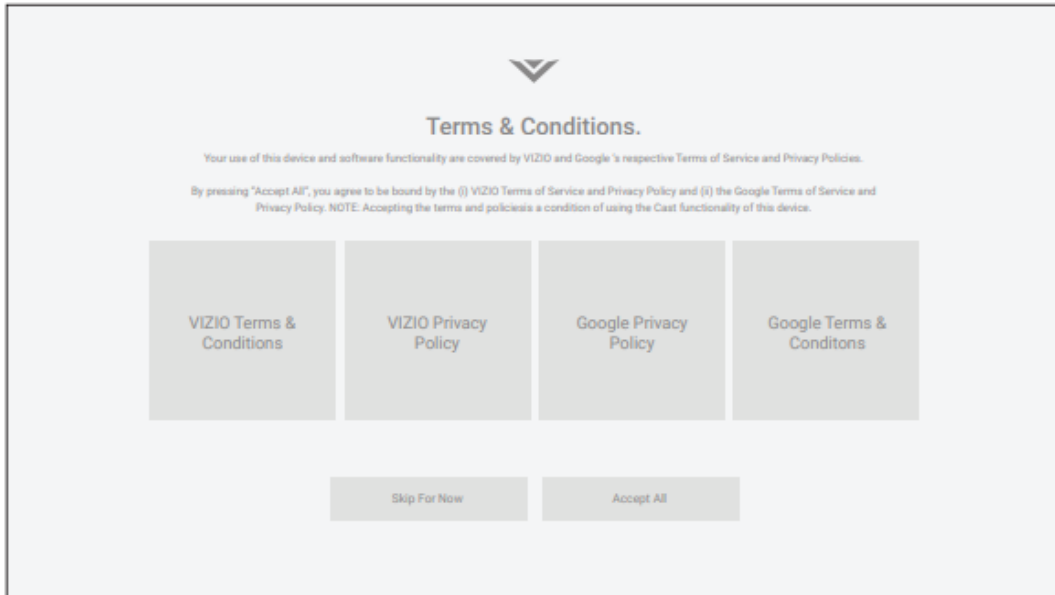 Terms & Conditions.
Your use of this device and software functionality are covered by VIZIO and Google 's respective Terms of Service and Privacy Policies.
By pressing "Accept All", you agree to be bound by the (i) VIZIO Terms of Service and Privacy Policy and (ii) the Google Terms of Service and
Privacy Policy. NOTE: Accepting the terms and policiesis a condition of using the Cast functionality of this device.
VIZIO Terms &
Conditions
VIZIO Privacy
Policy
Google Privacy
Policy
Google Terms &
Conditons
Skip For Now
Accept All